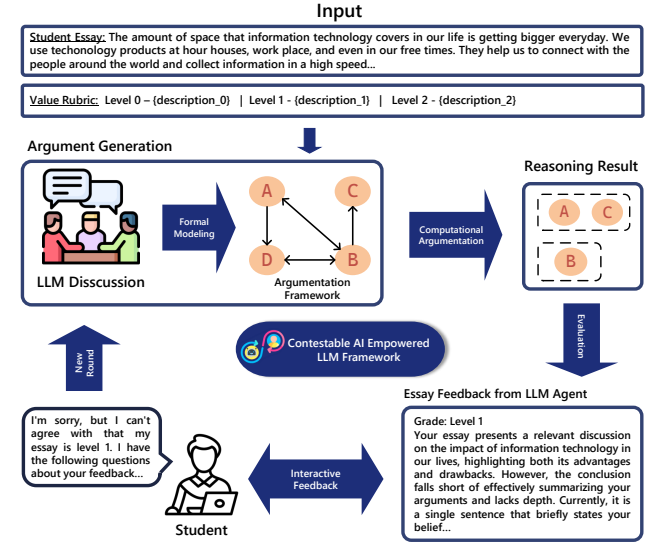 Input
Student Essay: The amount of space that information technology covers in our life is getting bigger everyday. We
use techonology products at hour houses, work place, and even in our free times. They help us to connect with the
people around the world and collect information in a high speed...
Value Rubric: Level 0 – {description_0} | Level 1 - {description_1} | Level 2 - {description_2}
Argument Generation
LLM Disscussion
Formal
Modeling
A
C
D
B
Argumentation
Framework
Computational
Argumentation
Reasoning Result
A
C
B
Evaluation
New
Round
Contestable AI Empowered
LLM Framework
Essay Feedback from LLM Agent
Grade: Level 1
Your essay presents a relevant discussion
on the impact of information technology in
our lives, highlighting both its advantages
and drawbacks. However, the conclusion
falls short of effectively summarizing your
arguments and lacks depth. Currently, it is
a single sentence that briefly states your
belief...
Interactive
Feedback
I'm sorry, but I can't
agree with that my
essay is level 1. I have
the following questions
about your feedback...
Student